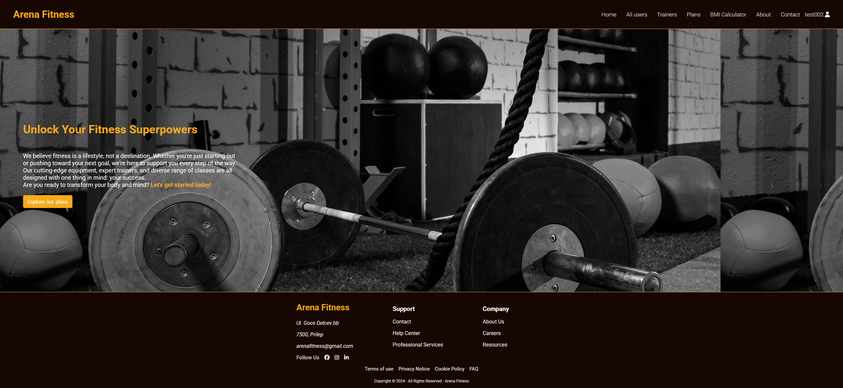 Arena Fitness
Home All users Trainers Plans BMI Calculator About Contact test002
Unlock Your Fitness Superpowers
We believe fitness is a lifestyle, not a destination. Whether you're just starting out
or pushing toward your next goal, we're here to support you every step of the way.
Our cutting-edge equipment, expert trainers, and diverse range of classes are all
designed with one thing in mind: your success.
Are you ready to transform your body and mind? Let's get started today!
Explore our plans
Arena Fitness
Ul. Goce Delcev bb
7500, Prilep
arenafitness@gmail.com
Follow Us
Support
Contact
Help Center
Professional Services
Company
About Us
Careers
Resources
Terms of use Privacy Notice Cookie Policy FAQ
Copyright © 2024 - All Rights Reserved - Arena Fitness